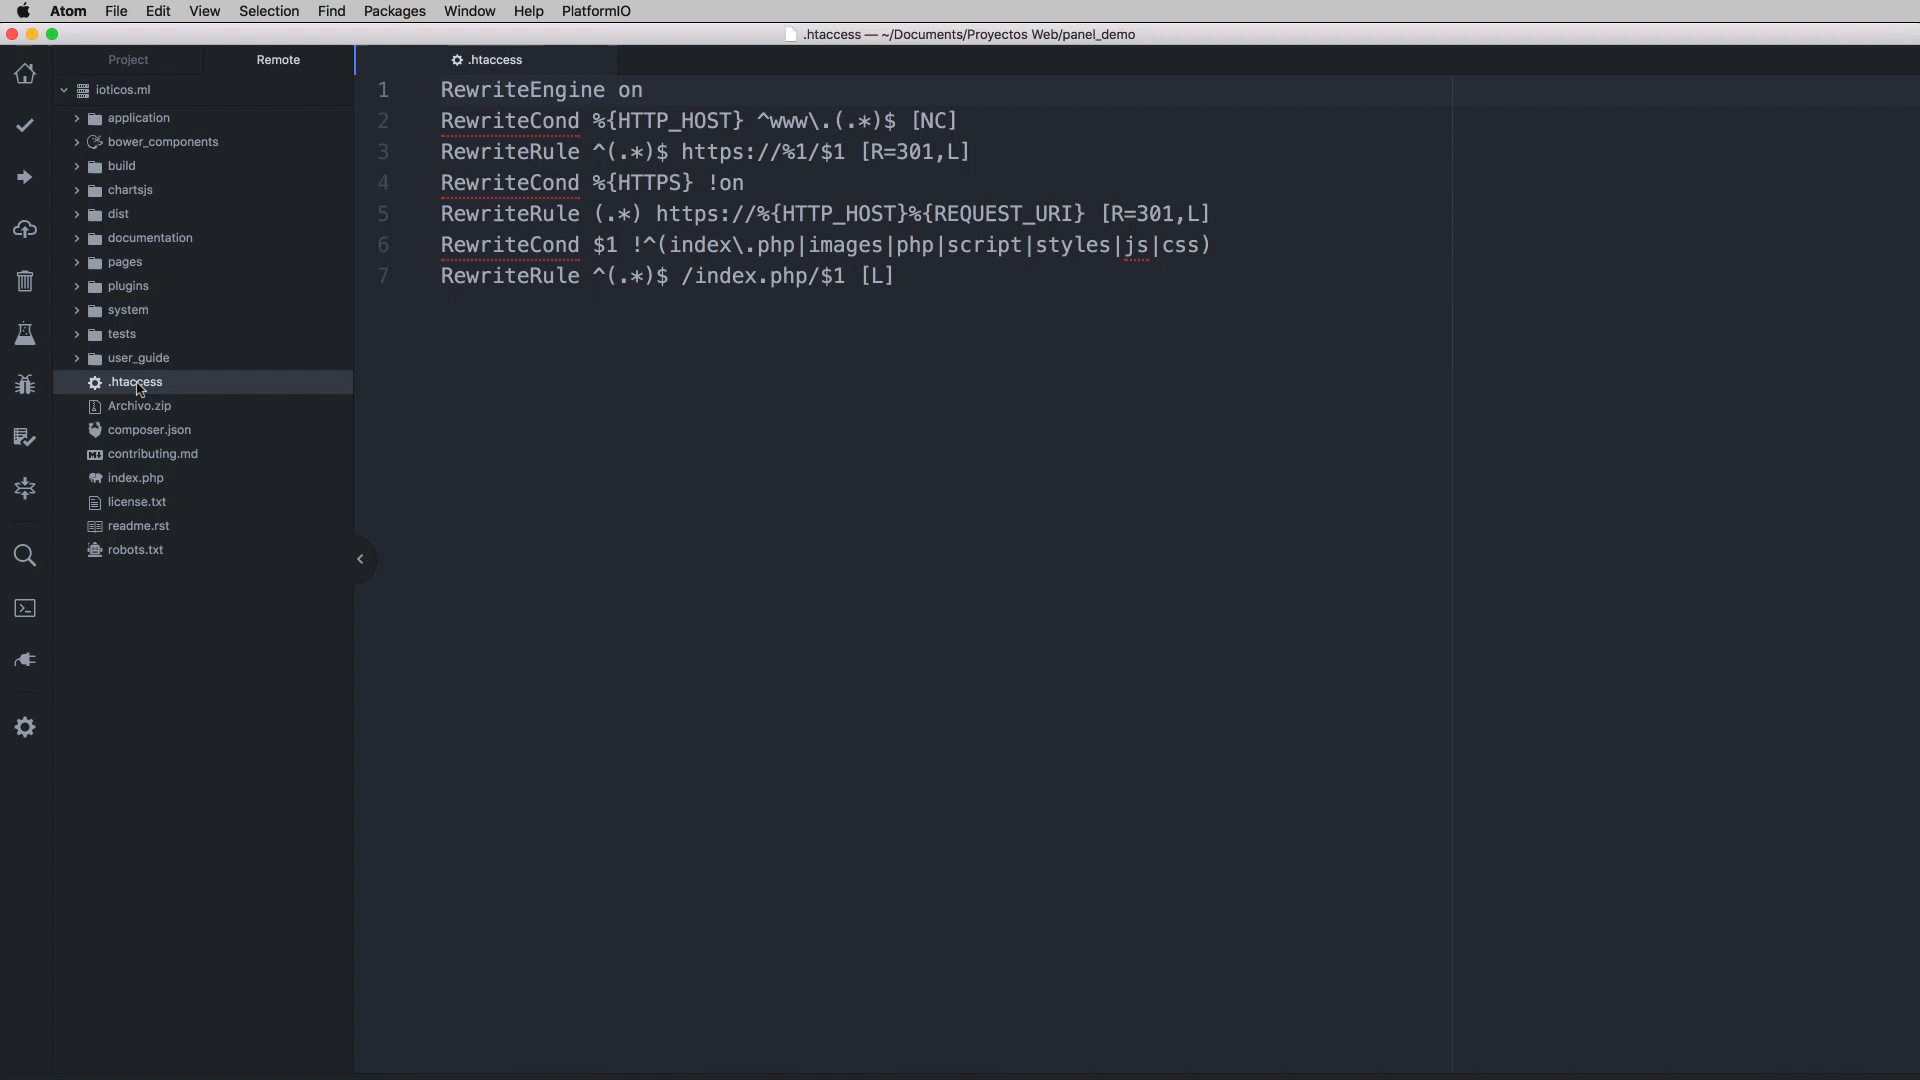 Atom File Edit View Selection Find Packages Window Help PlatformIO
.htaccess — ~/Documents/Proyectos Web/panel_demo
Project Remote
.htaccess
ioticos.ml
application
bower_components
build
chartsjs
dist
documentation
pages
plugins
system
tests
user_guide
.htaccess
Archivo.zip
composer.json
contributing.md
index.php
license.txt
readme.rst
robots.txt
1 RewriteEngine on
2 RewriteCond %{HTTP_HOST} ^www\.(.*)$ [NC]
3 RewriteRule ^(.*)$ https://%1/$1 [R=301,L]
4 RewriteCond %{HTTPS} !on
5 RewriteRule (.*) https://%{HTTP_HOST}%{REQUEST_URI} [R=301,L]
6 RewriteCond $1 !^(index\.php|images|php|script|styles|js|css)
7 RewriteRule ^(.*)$ /index.php/$1 [L]